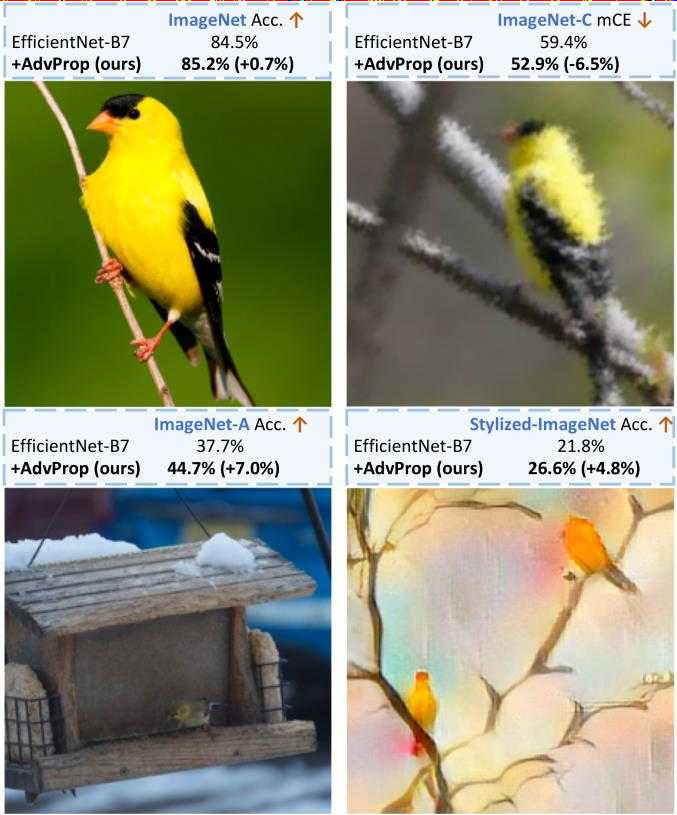 ImageNet Acc. ↑
EfficientNet-B7 84.5%
+AdvProp (ours) 85.2% (+0.7%)
ImageNet-C mCE ↓
EfficientNet-B7 59.4%
+AdvProp (ours) 52.9% (-6.5%)
ImageNet-A Acc. ↑
EfficientNet-B7 37.7%
+AdvProp (ours) 44.7% (+7.0%)
Stylized-ImageNet Acc. ↑
EfficientNet-B7 21.8%
+AdvProp (ours) 26.6% (+4.8%)